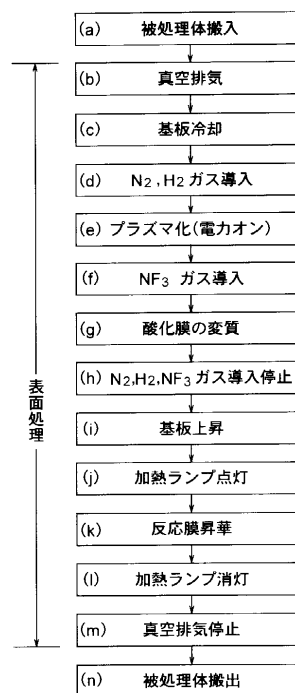 (a) 被処理体搬入
(b) 真空排気
(c) 基板冷却
(d) N2,H2 ガス導入
(e) プラズマ化(電力オン)
(f) NF3 ガス導入
(g) 酸化膜の変質
(h) N2,H2,NF3 ガス導入停止
(i) 基板上昇
(j) 加熱ランプ点灯
(k) 反応膜昇華
(l) 加熱ランプ消灯
(m) 真空排気停止
(n) 被処理体搬出
表面処理